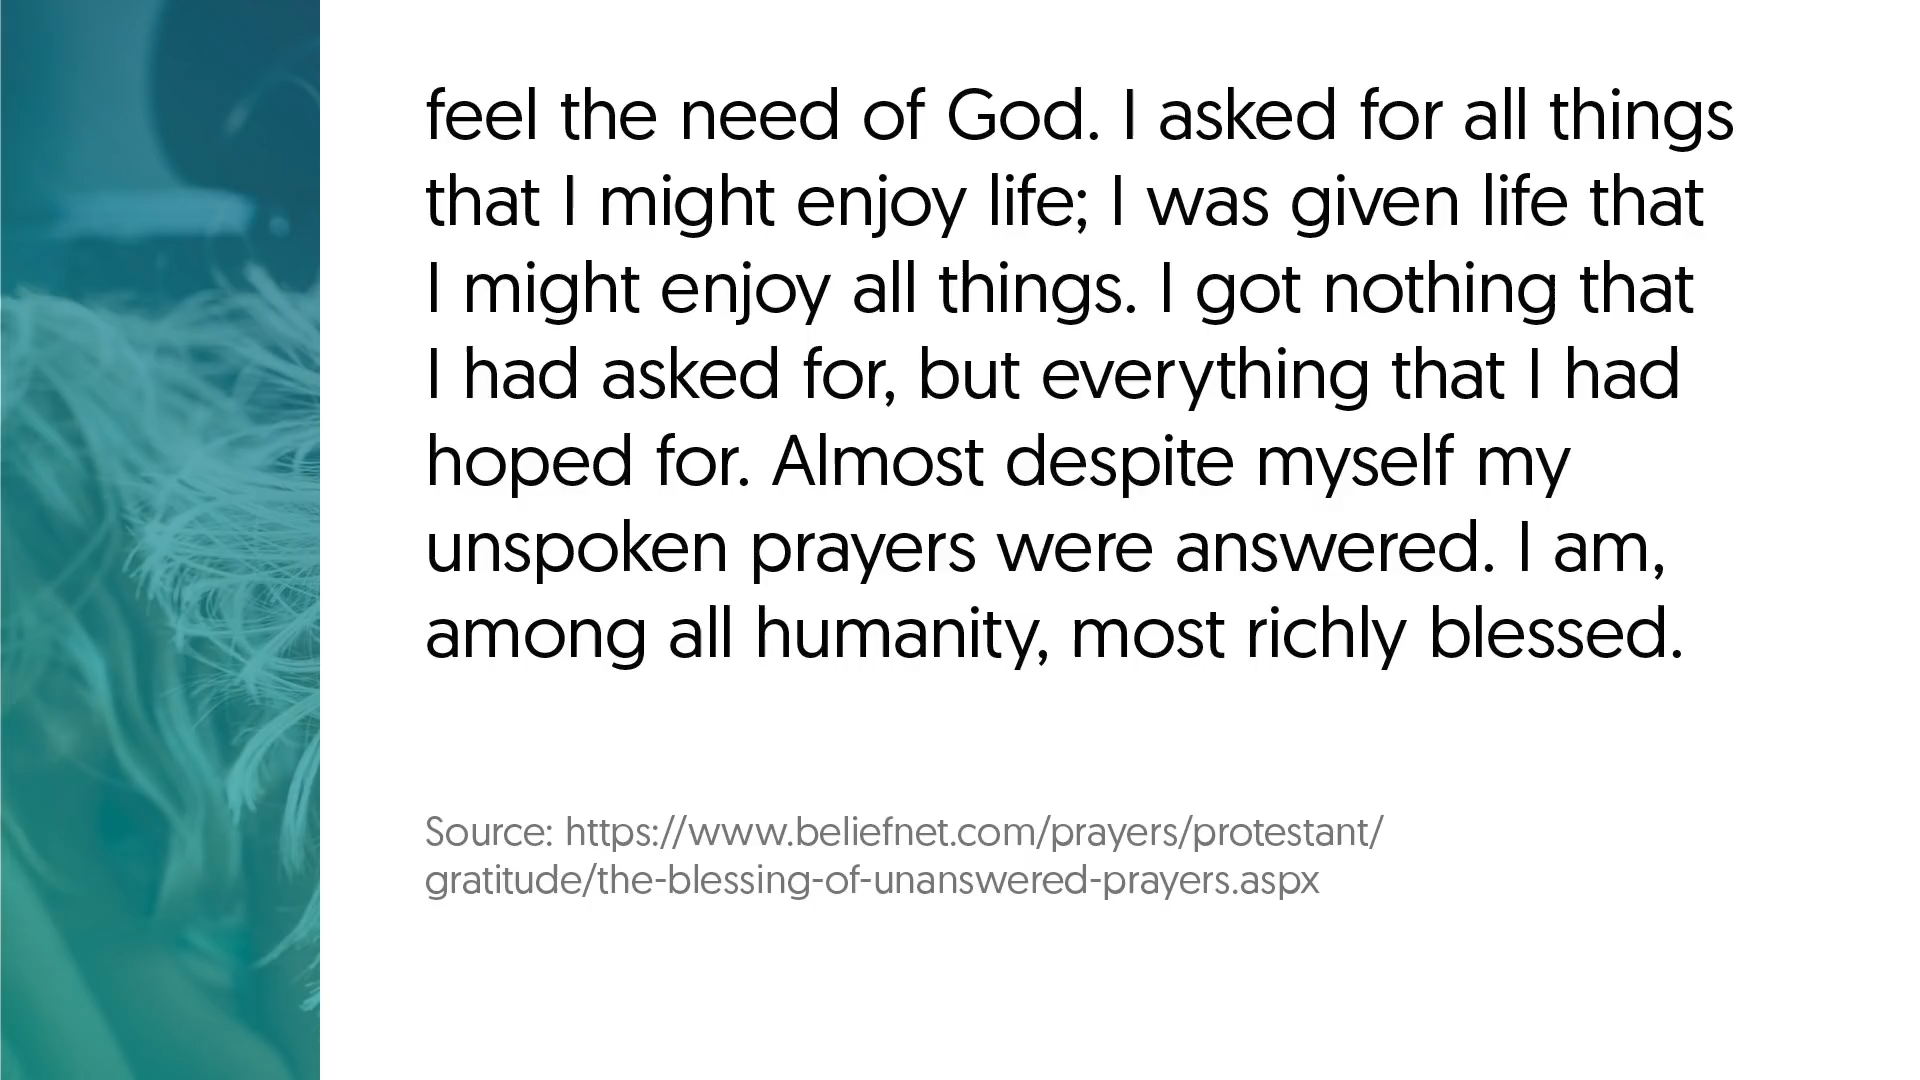 feel the need of God. I asked for all things
that I might enjoy life; I was given life that
I might enjoy all things. I got nothing that
I had asked for, but everything that I had
hoped for. Almost despite myself my
unspoken prayers were answered. I am,
among all humanity, most richly blessed.
Source: https://www.beliefnet.com/prayers/protestant/
gratitude/the-blessing-of-unanswered-prayers.aspx